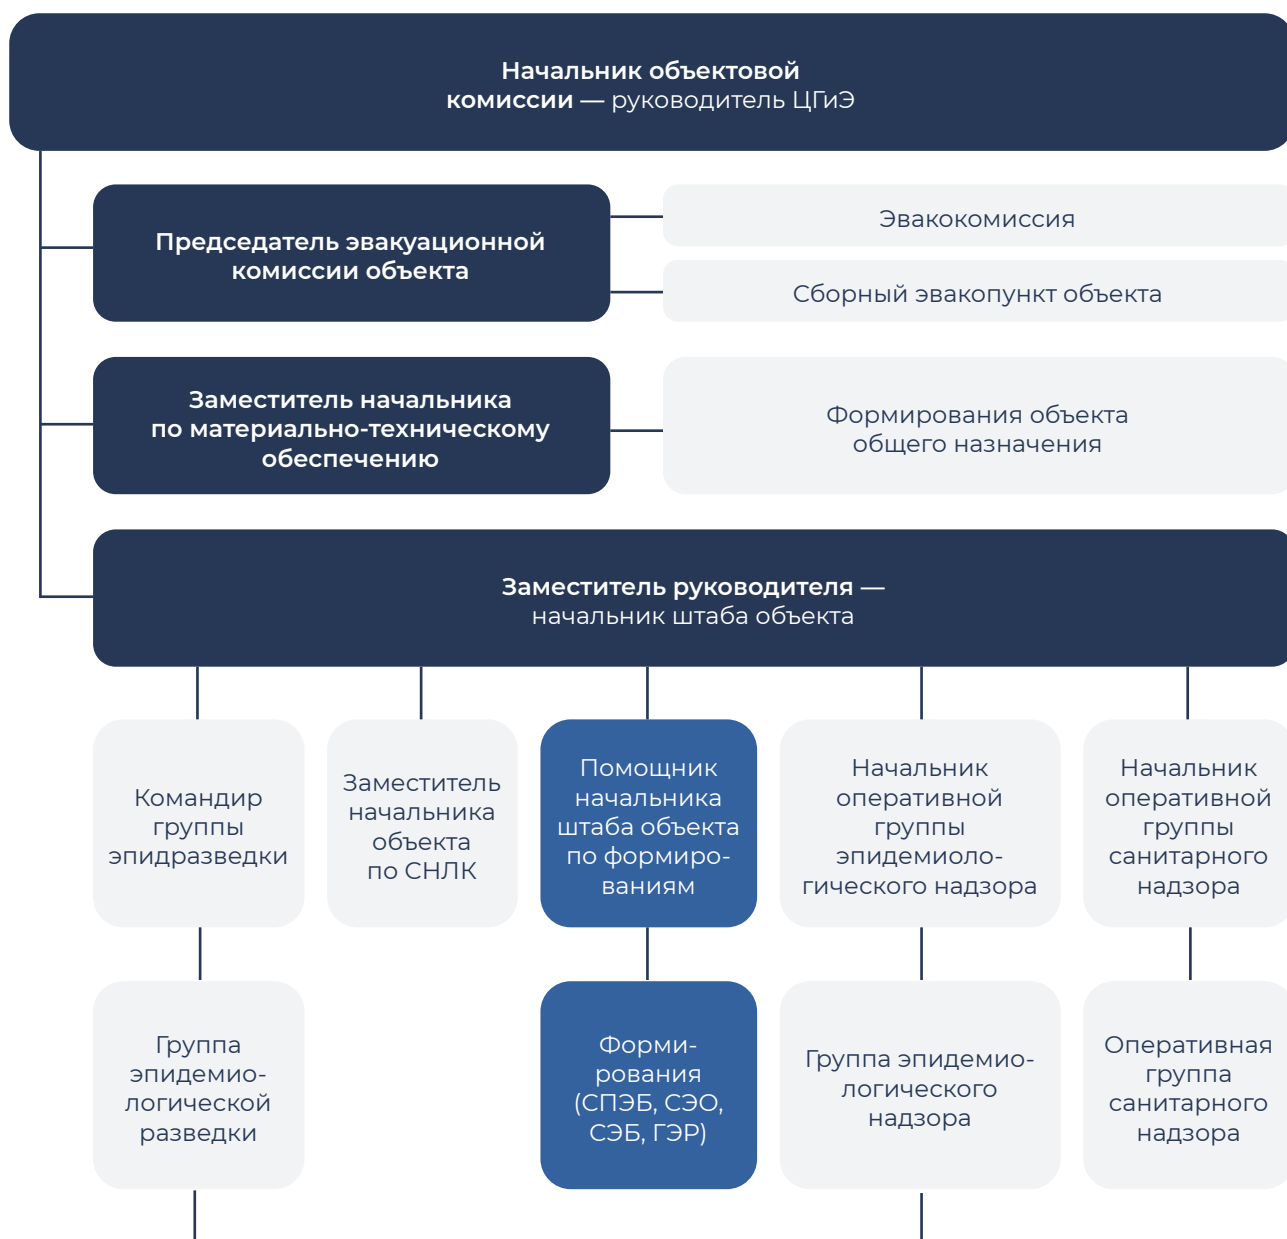 Начальник объектовой
комиссии — руководитель ЦГиЭ
Председатель эвакуационной
комиссии объекта
Эвакокомиссия
Сборный эвакопункт объекта
Заместитель начальника
по материально-техническому
обеспечению
Формирования объекта
общего назначения
Заместитель руководителя —
начальник штаба объекта
Командир
группы
эпидразведки
Заместитель
начальника
объекта
по СНЛК
Помощник
начальника
штаба объекта
по формиро-
ваниям
Начальник
оперативной
группы
эпидемиоло-
гического надзора
Начальник
оперативной
группы
санитарного
надзора
Группа
эпидемио-
логической
разведки
Форми-
рования
(СПЭБ, СЭО,
СЭБ, ГЭР)
Группа эпидемио-
логического
надзора
Оперативная
группа
санитарного
надзора